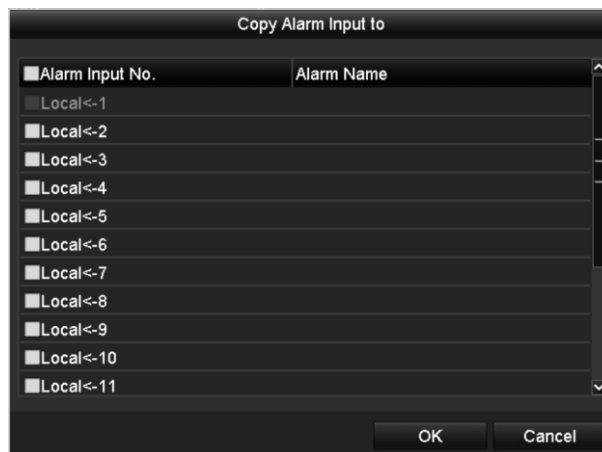 Copy Alarm Input to
Alarm Input No. Alarm Name
Local<-1
Local<-2
Local<-3
Local<-4
Local<-5
Local<-6
Local<-7
Local<-8
Local<-9
Local<-10
Local<-11
OK Cancel